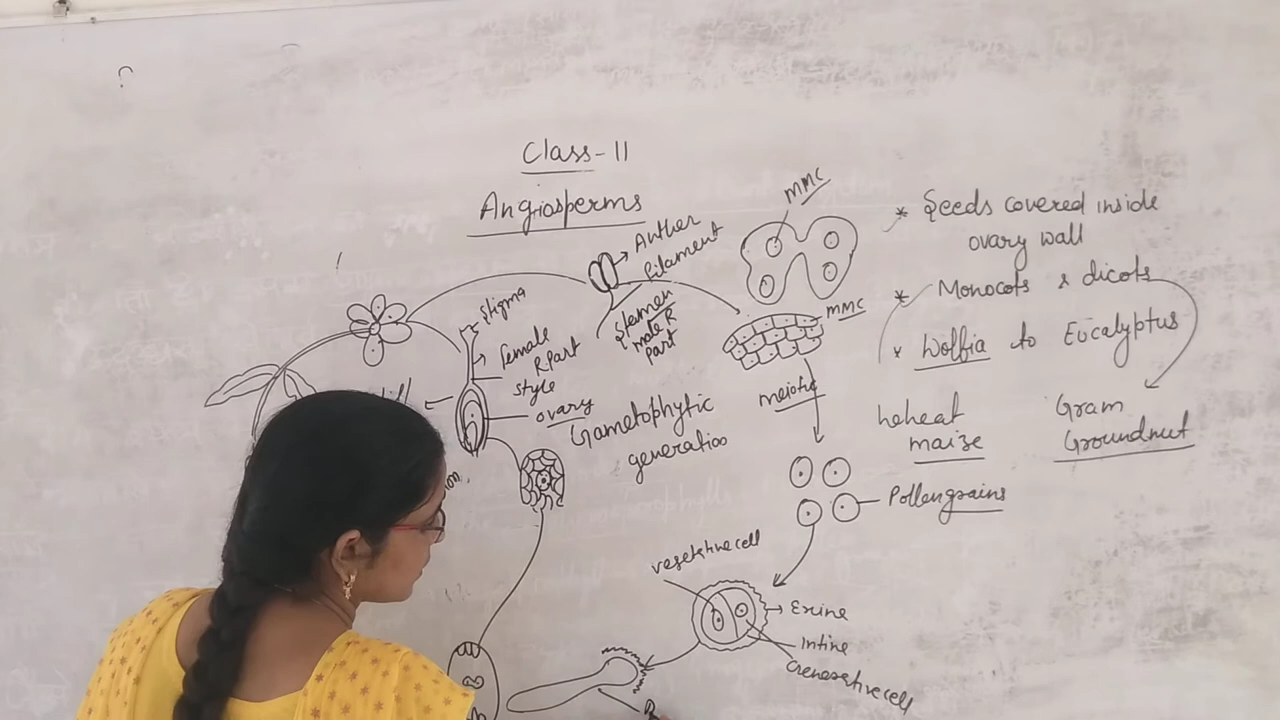 Class-11
Angiosperms
MMC
Anther
filament
Stamen
male R
part
Stigma
Female
R part
style
ovary
Gametophytic
generation
MMC
meiotic
* Seeds covered inside
ovary wall
* Monocots & dicots
* Wolffia to Eucalyptus
wheat
maize
Gram
Groundnut
Pollengrains
vegetative cell
Exine
Intine
Generative cell